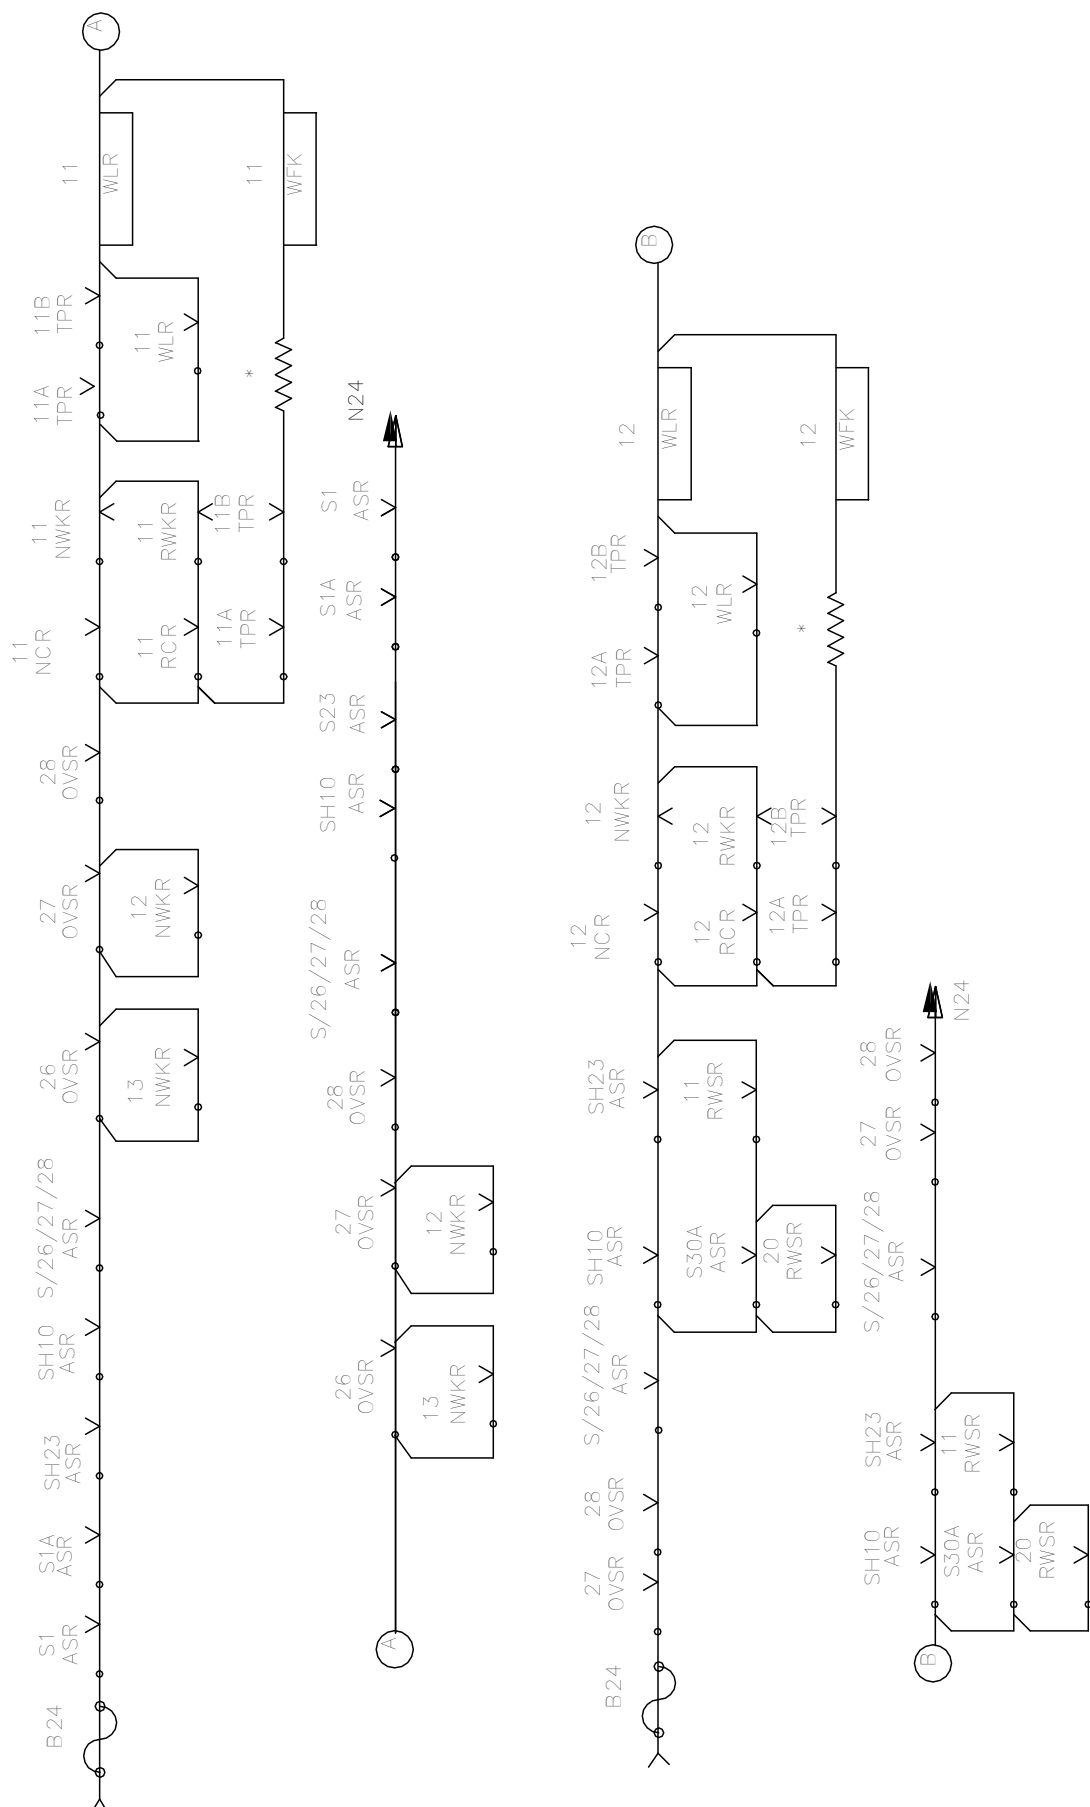 B24
S1
ASR
S1A
ASR
SH23
ASR
SH10
ASR
S/26/27/28
ASR
26
OVSR
13
NWKR
27
OVSR
12
NWKR
28
OVSR
11
NCR
11
RCR
11A
TPR
11
NWKR
11
RWKR
11B
TPR
11A
TPR
11B
TPR
11
WLR
*
11
WLR
11
WFK
A
A
26
OVSR
13
NWKR
27
OVSR
12
NWKR
28
OVSR
S/26/27/28
ASR
SH10
ASR
S23
ASR
S1A
ASR
S1
ASR
N24
B24
27
OVSR
28
OVSR
S/26/27/28
ASR
SH10
ASR
S30A
ASR
20
RWSR
SH23
ASR
11
RWSR
12
NCR
12
RCR
12A
TPR
12
NWKR
12
RWKR
12B
TPR
12A
TPR
12B
TPR
12
WLR
*
12
WLR
12
WFK
B
B
SH10
ASR
S30A
ASR
20
RWSR
SH23
ASR
11
RWSR
S/26/27/28
ASR
27
OVSR
28
OVSR
N24